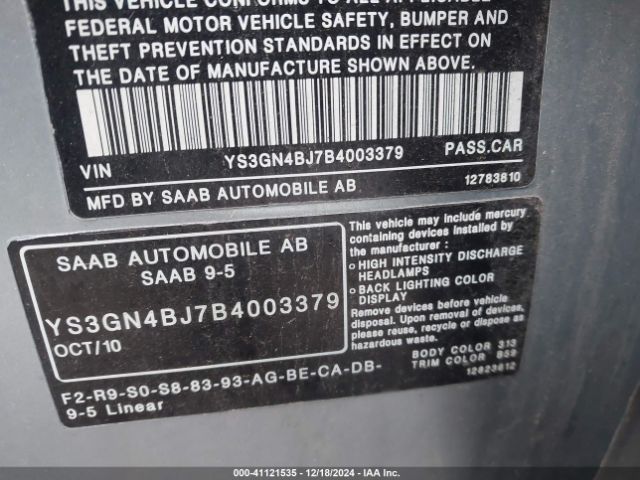 THIS VEHICLE CONFORMS TO ALL APPLICABLE
FEDERAL MOTOR VEHICLE SAFETY, BUMPER AND
THEFT PREVENTION STANDARDS IN EFFECT ON
THE DATE OF MANUFACTURE SHOWN ABOVE.
VIN YS3GN4BJ7B4003379 PASS.CAR
MFD BY SAAB AUTOMOBILE AB 12783810
SAAB AUTOMOBILE AB
SAAB 9-5
YS3GN4BJ7B4003379
OCT/10
This vehicle may include mercury
containing devices installed by
the manufacturer :
o HIGH INTENSITY DISCHARGE
HEADLAMPS
o BACK LIGHTING COLOR
DISPLAY
Remove devices before vehicle
disposal. Upon removal of devices
please reuse, recycle or dispose as
hazardous waste.
F2-R9-S0-S8-83-93-AG-BE-CA-DB-
9-5 Linear
BODY COLOR 313
TRIM COLOR 859
12823612
000-41121535 - 12/18/2024 - IAA Inc.